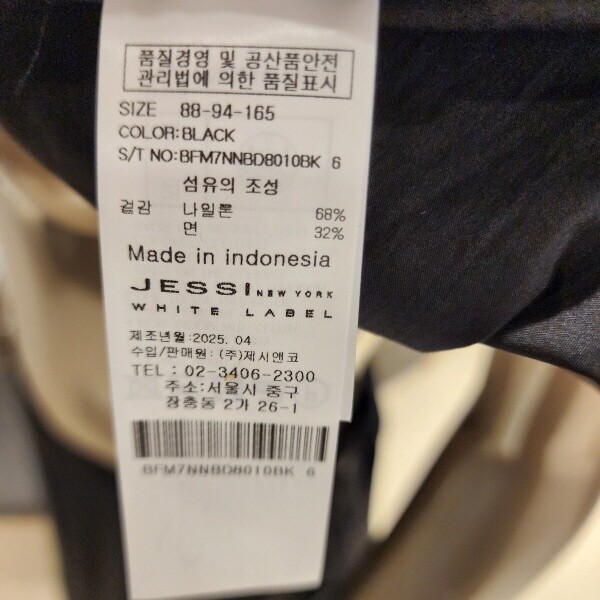 품질경영 및 공산품안전
관리법에 의한 품질표시
SIZE 88-94-165
COLOR:BLACK
S/T NO:BFM7NNBD8010BK 6
섬유의 조성
겉감 나일론 68%
면 32%
Made in indonesia
JESSI NEW YORK
WHITE LABEL
제조년월:2025. 04
수입/판매원 : (주)제시앤코
TEL : 02-3406-2300
주소:서울시 중구
장충동 2가 26-1
BFM7NNBD8010BK 6